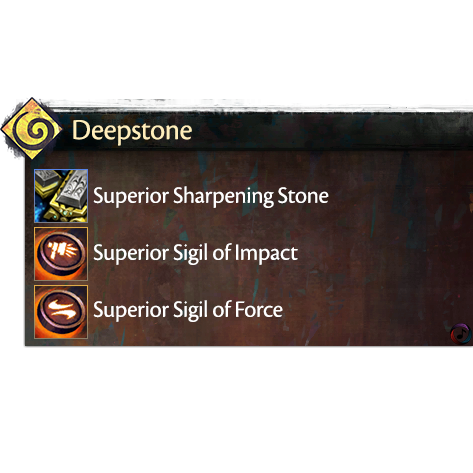 Deepstone
Superior Sharpening Stone
Superior Sigil of Impact
Superior Sigil of Force